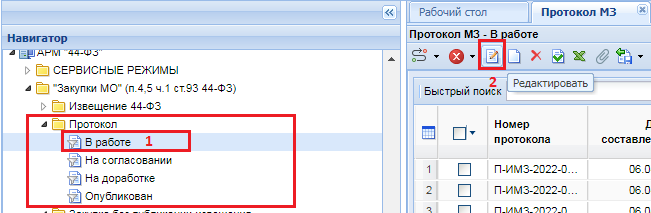 Навигатор
АРМ "44-ФЗ"
СЕРВИСНЫЕ РЕЖИМЫ
"Закупки МО" (п.4,5 ч.1 ст.93 44-ФЗ)
Извещение 44-ФЗ
Протокол
В работе 1
На согласовании
На доработке
Опубликован
Рабочий стол
Протокол МЗ
Протокол МЗ - В работе
2 Редактировать
Быстрый поиск
Номер протокола
составле...
1 П-ИМЗ-2022-0... 06.0
2 П-ИМЗ-2022-0... 06.0
3 П-ИМЗ-2022-0... 06.0